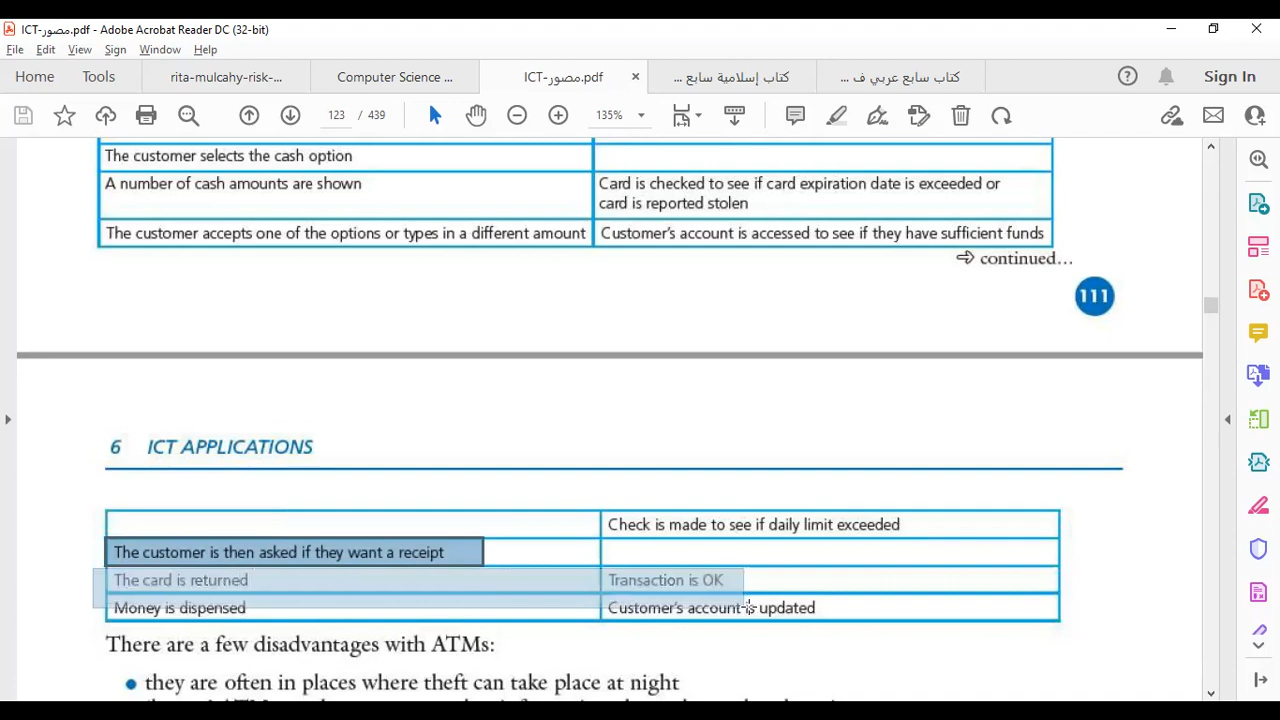 ICT-مصور.pdf - Adobe Acrobat Reader DC (32-bit)
File Edit View Sign Window Help
Home Tools rita-mulcahy-risk-... Computer Science ... ICT-مصور.pdf × كتاب إسلامية سابع ... كتاب سابع عربي ف ... Sign In
123 / 439 135%
The customer selects the cash option
A number of cash amounts are shown Card is checked to see if card expiration date is exceeded or
card is reported stolen
The customer accepts one of the options or types in a different amount Customer's account is accessed to see if they have sufficient funds
⇨ continued...
111
6 ICT APPLICATIONS
Check is made to see if daily limit exceeded
The customer is then asked if they want a receipt
The card is returned Transaction is OK
Money is dispensed Customer's account is updated
There are a few disadvantages with ATMs:
• they are often in places where theft can take place at night